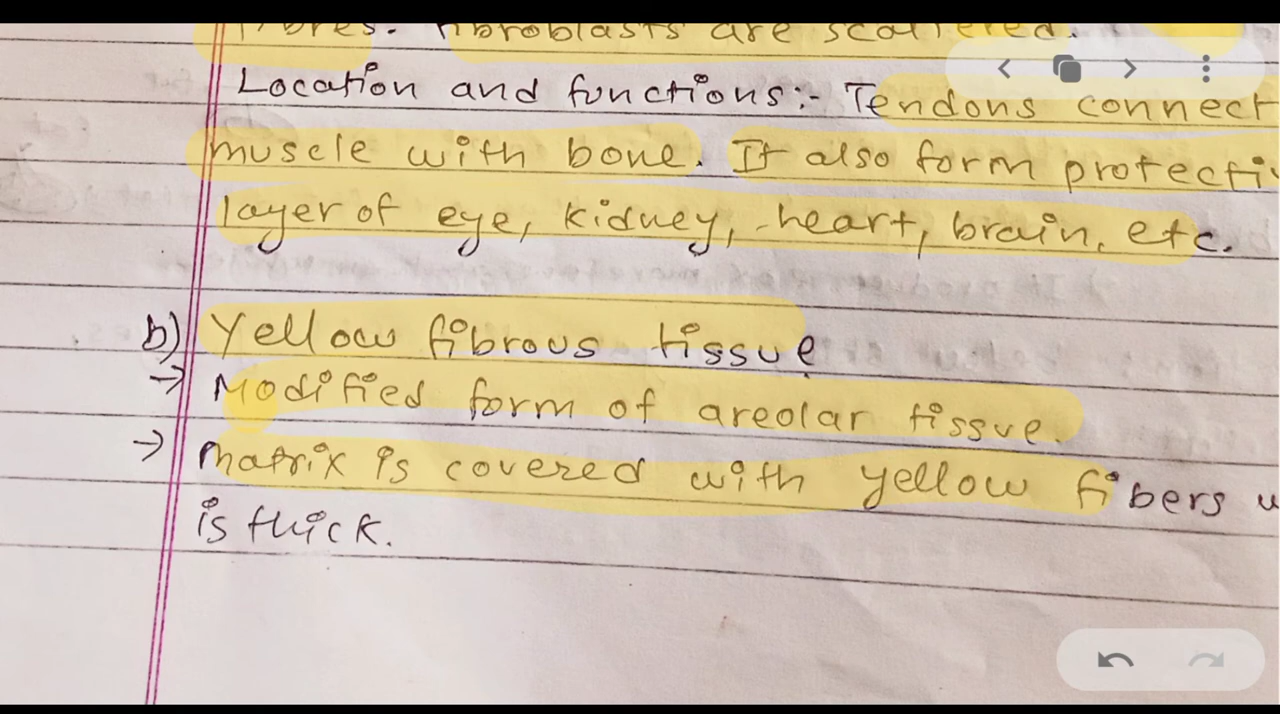 fibres. Fibroblasts are scattered.
Location and functions:- Tendons connect
muscle with bone. It also form
layer of eye, kidney, heart, brain, etc.
b) Yellow fibrous tissue
→ Modified form of areolar tissue.
→ Matrix is covered with yellow fibers
is thick.